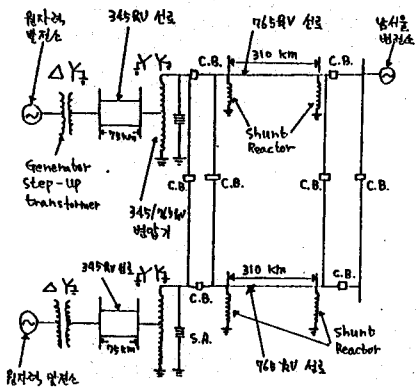 원자력
발전소
345KV 선로
765KV 선로
남서울
변전소
C.B.
310 km
C.B.
△ Y
Y Y
75km
Shunt
Reactor
Generator
Step-up
transformer
345/765KV
변압기
C.B.
C.B.
C.B.
C.B.
△ Y
345KV 선로
Y Y
310 KM
C.B.
C.B.
75km
S.A.
Shunt
Reactor
765 KV 선로
원자력 발전소